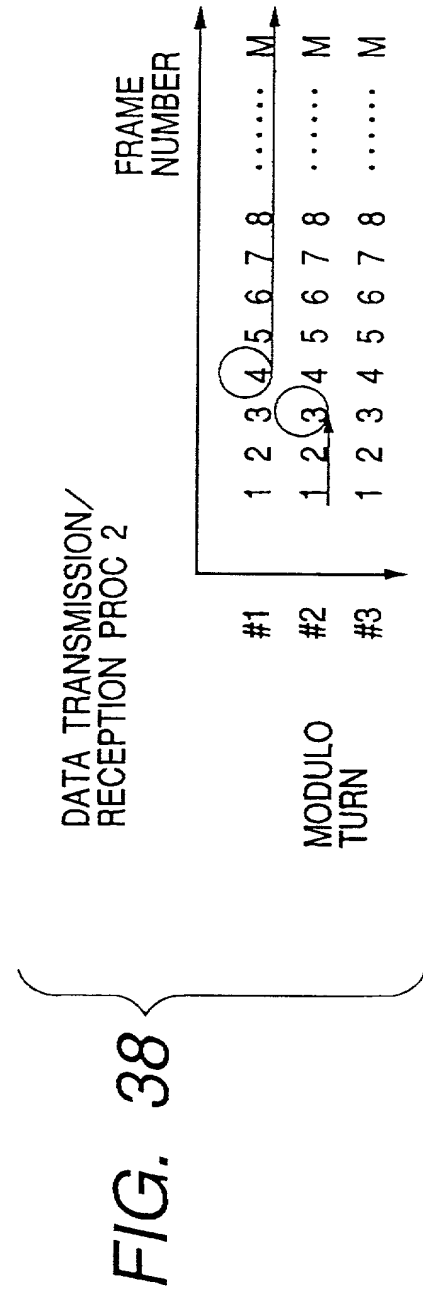 FIG. 38
DATA TRANSMISSION/
RECEPTION PROC 2
FRAME
NUMBER
MODULO
TURN
#1 1 2 3 4 5 6 7 8 ...... M
#2 1 2 3 4 5 6 7 8 ...... M
#3 1 2 3 4 5 6 7 8 ...... M